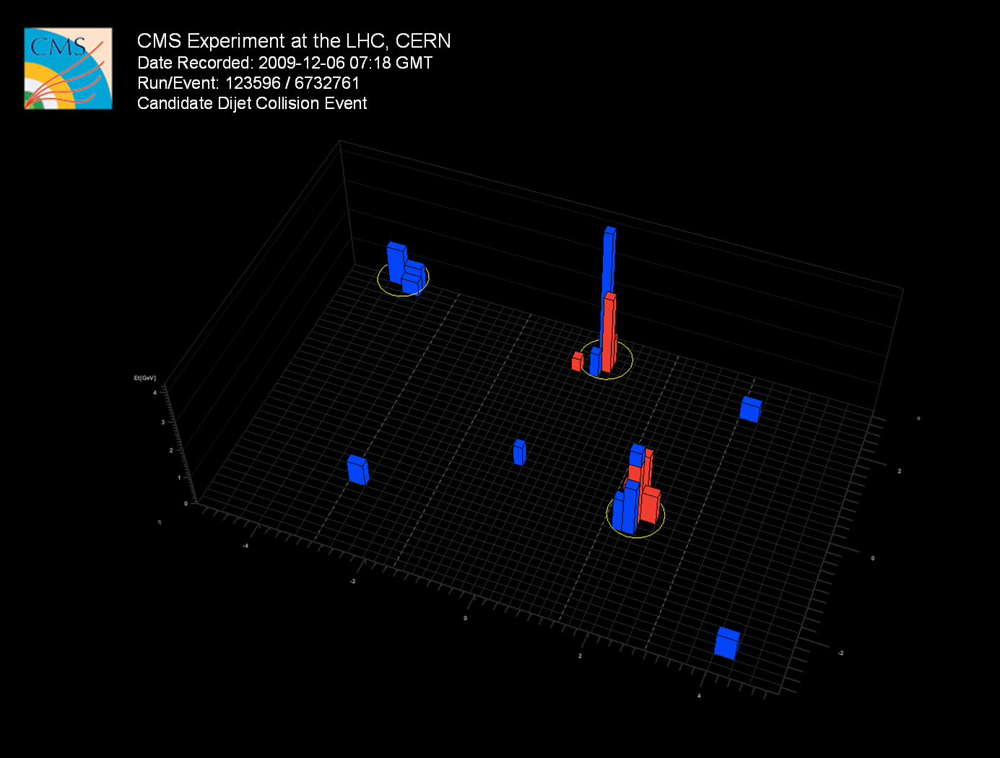 CMS
CMS Experiment at the LHC, CERN
Date Recorded: 2009-12-06 07:18 GMT
Run/Event: 123596 / 6732761
Candidate Dijet Collision Event
Et[GeV]
4
3
2
1
0
η
-4
-2
0
2
4
-2
0
2